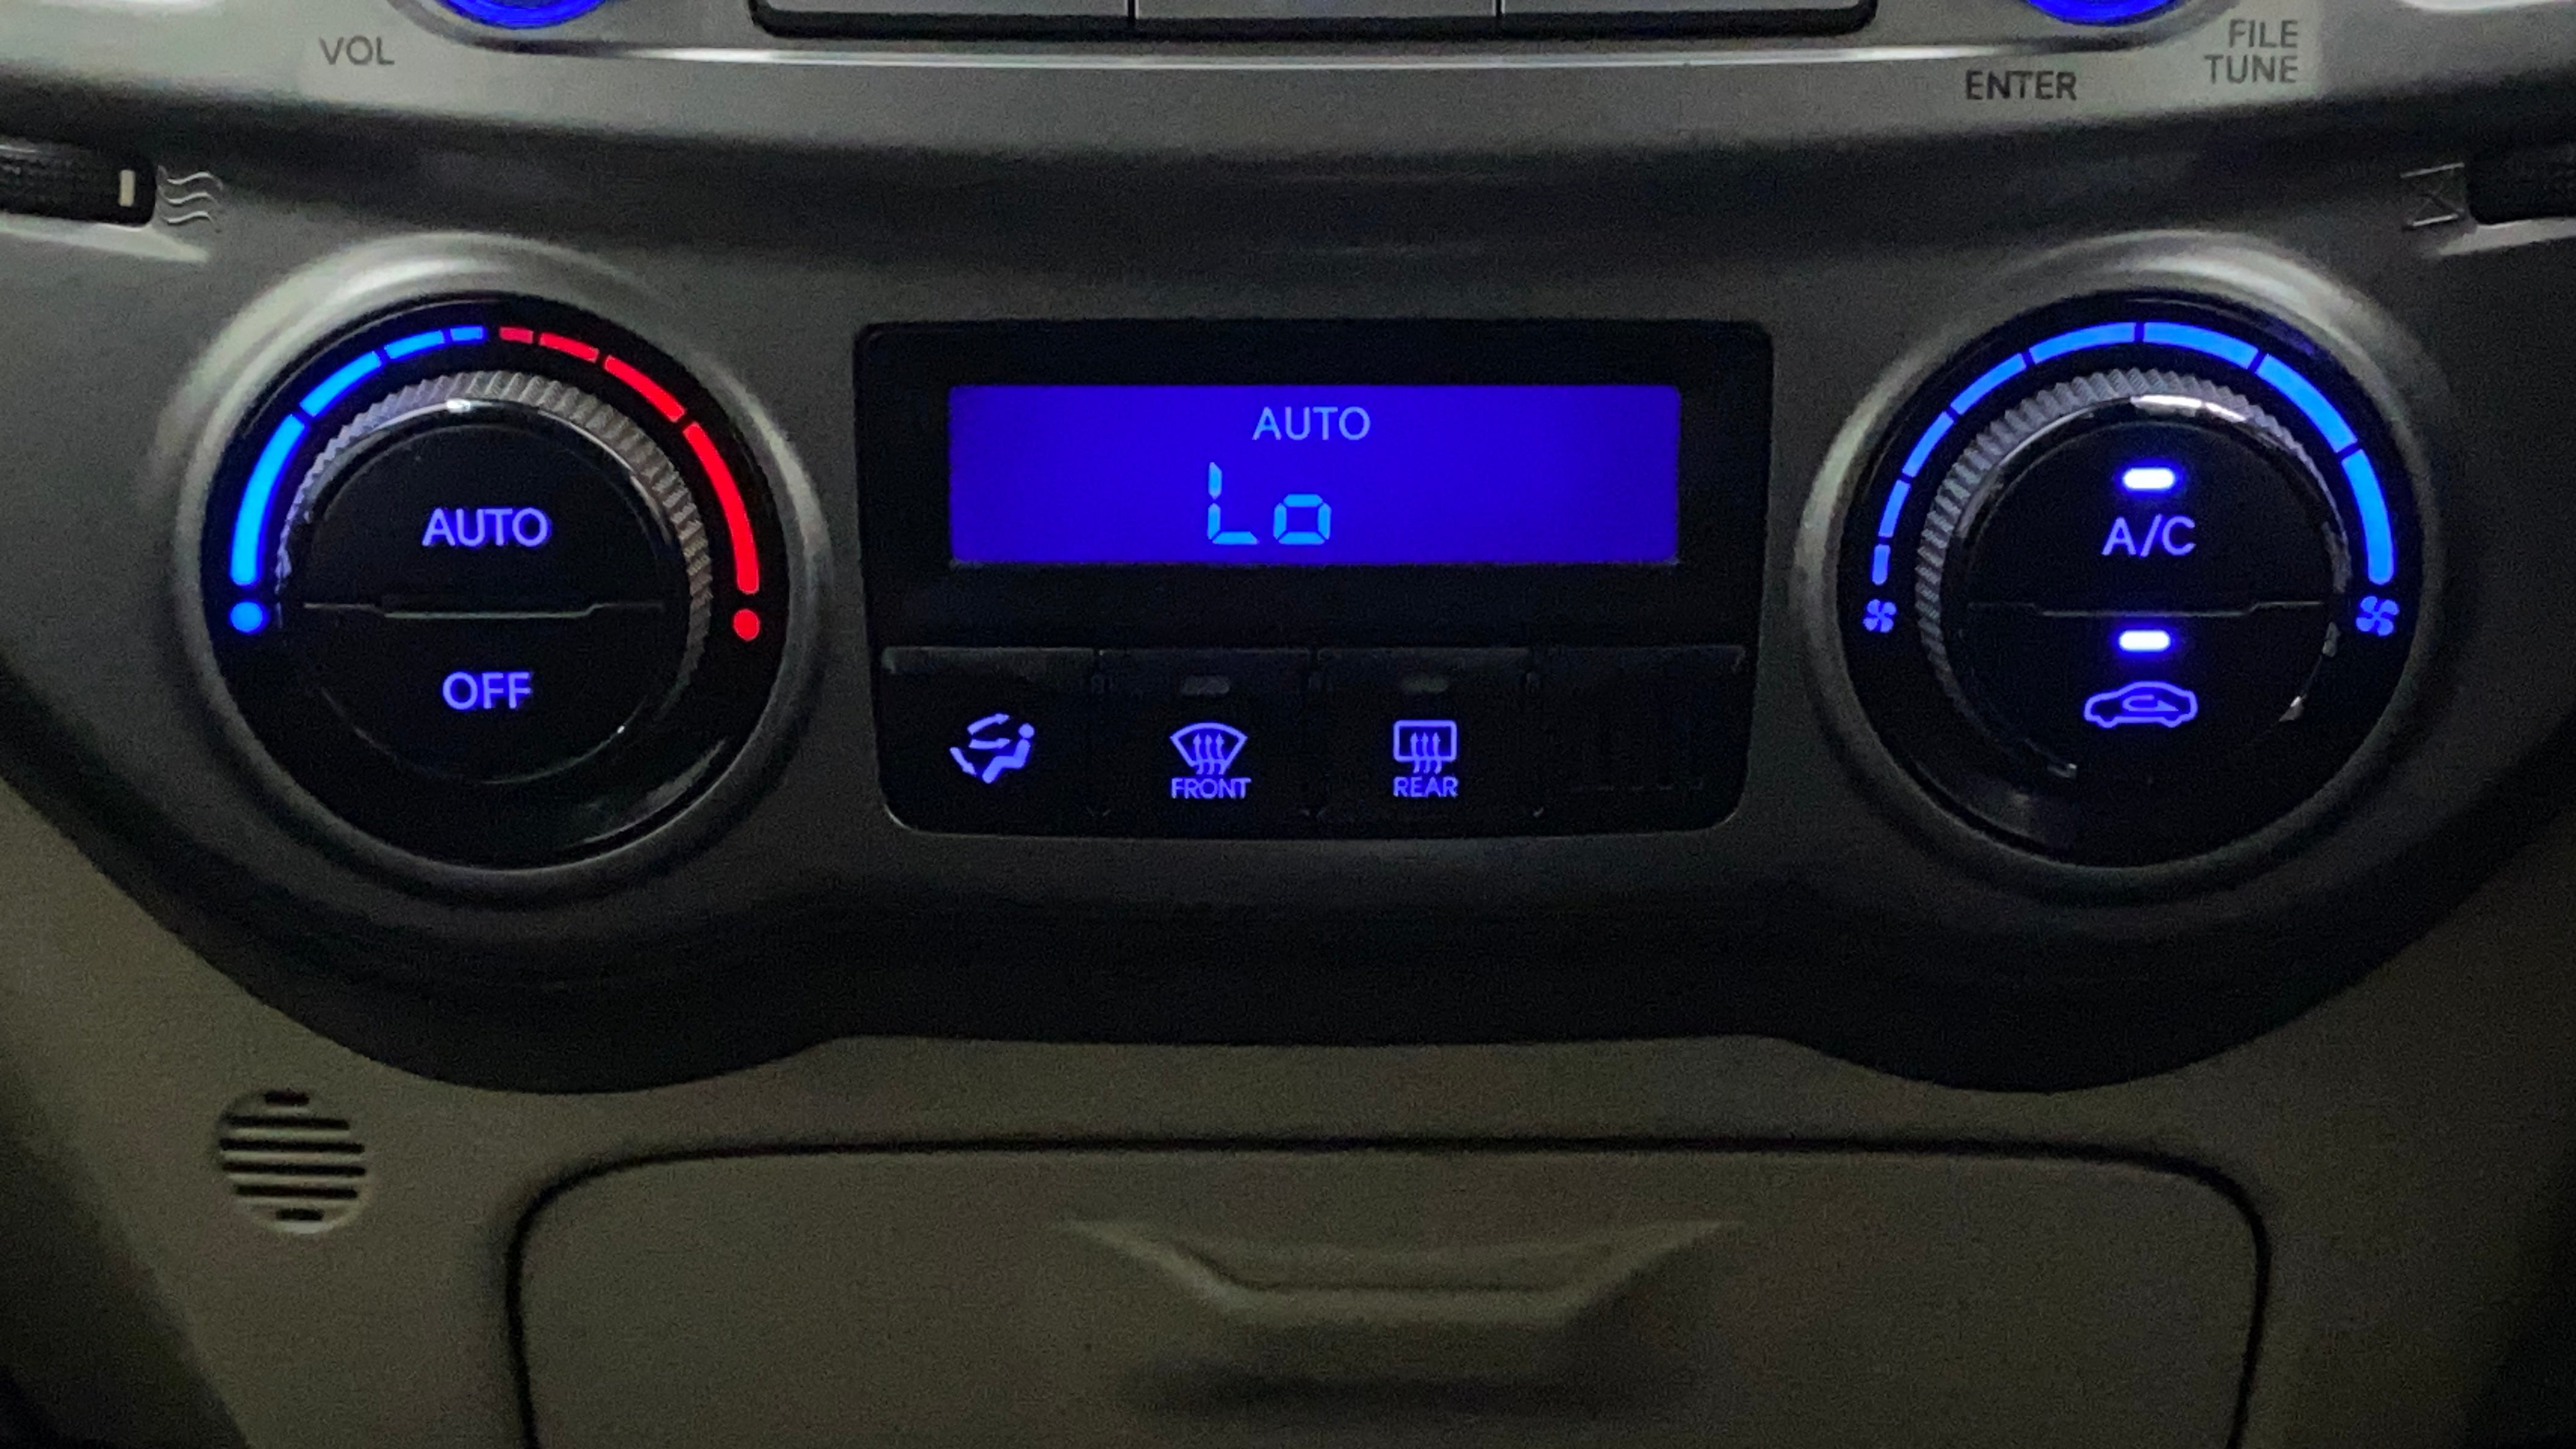 VOL
FILE
TUNE
ENTER
AUTO
Lo
AUTO
OFF
A/C
FRONT
REAR